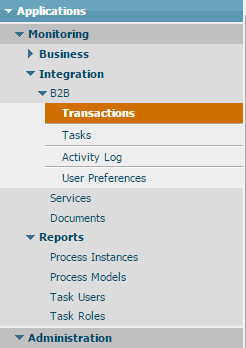 Applications
Monitoring
Business
Integration
B2B
Transactions
Tasks
Activity Log
User Preferences
Services
Documents
Reports
Process Instances
Process Models
Task Users
Task Roles
Administration